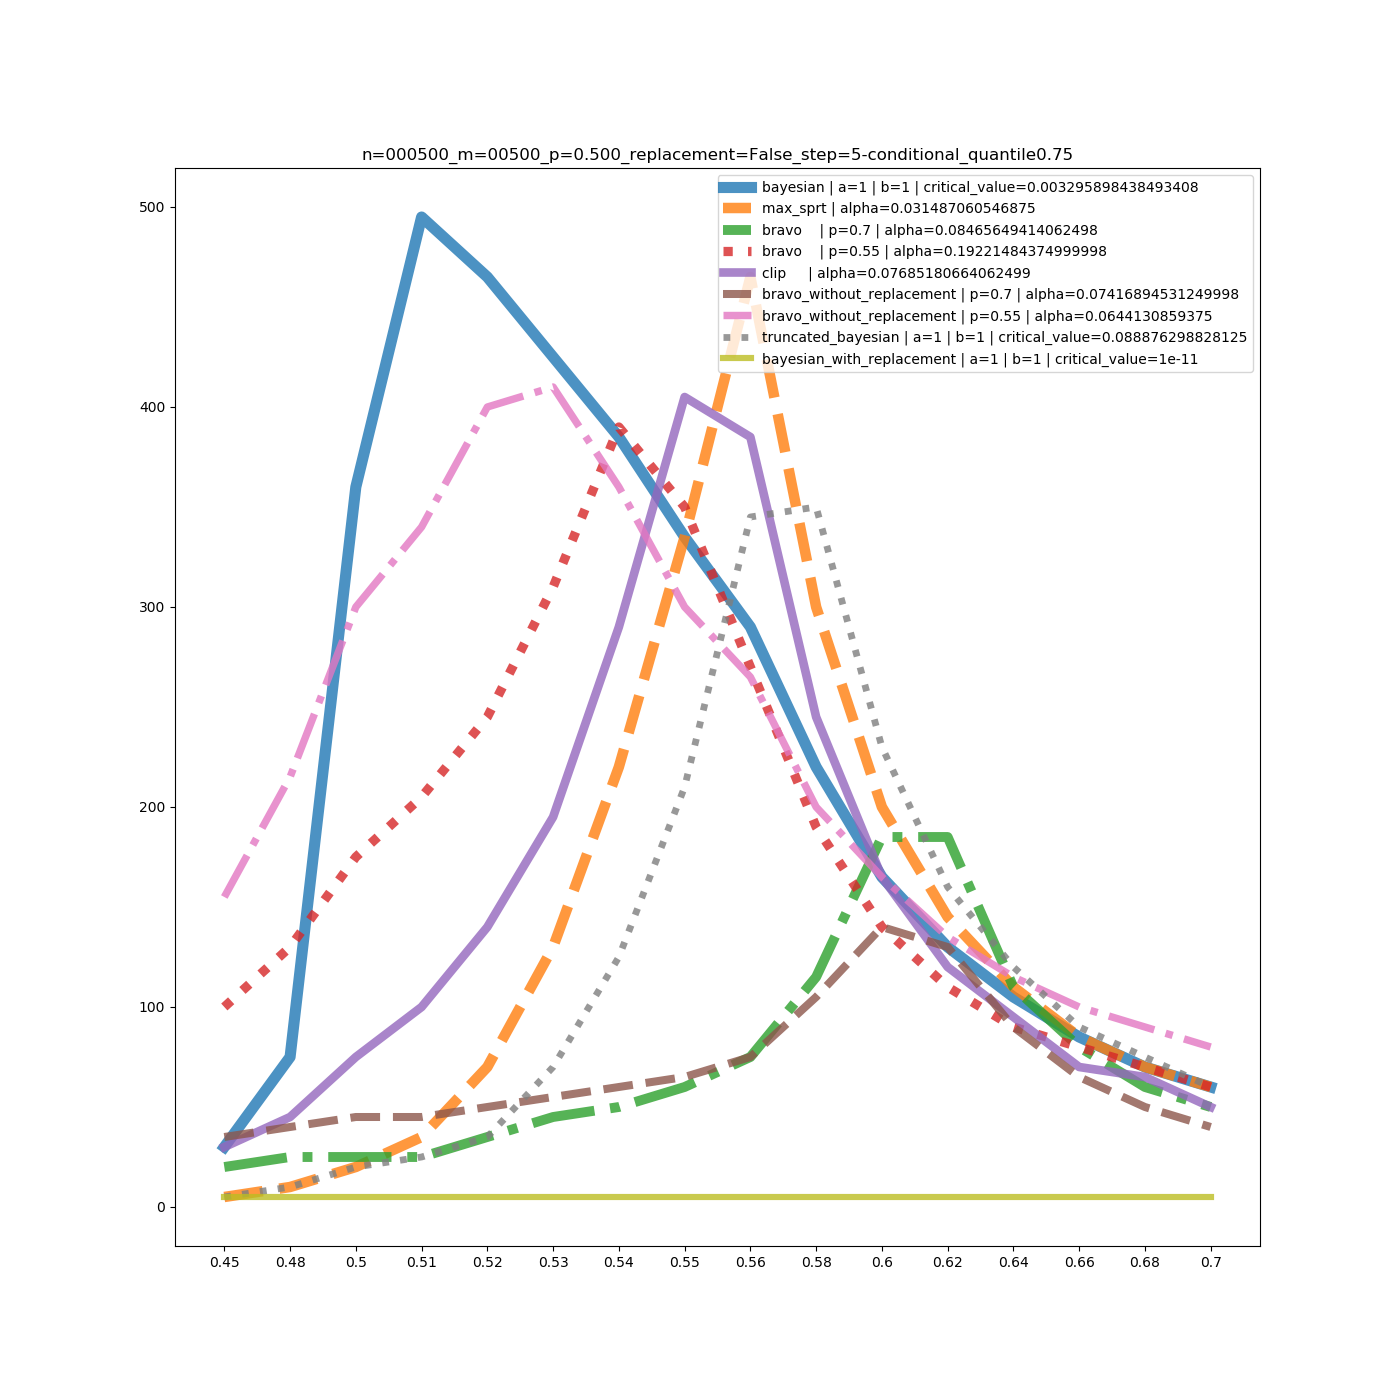 n=000500_m=00500_p=0.500_replacement=False_step=5-conditional_quantile0.75
bayesian | a=1 | b=1 | critical_value=0.003295898438493408
max_sprt | alpha=0.031487060546875
bravo    | p=0.7 | alpha=0.08465649414062498
bravo    | p=0.55 | alpha=0.19221484374999998
clip     | alpha=0.07685180664062499
bravo_without_replacement | p=0.7 | alpha=0.07416894531249998
bravo_without_replacement | p=0.55 | alpha=0.0644130859375
truncated_bayesian | a=1 | b=1 | critical_value=0.088876298828125
bayesian_with_replacement | a=1 | b=1 | critical_value=1e-11
500
400
300
200
100
0
0.45 0.48 0.5 0.51 0.52 0.53 0.54 0.55 0.56 0.58 0.6 0.62 0.64 0.66 0.68 0.7